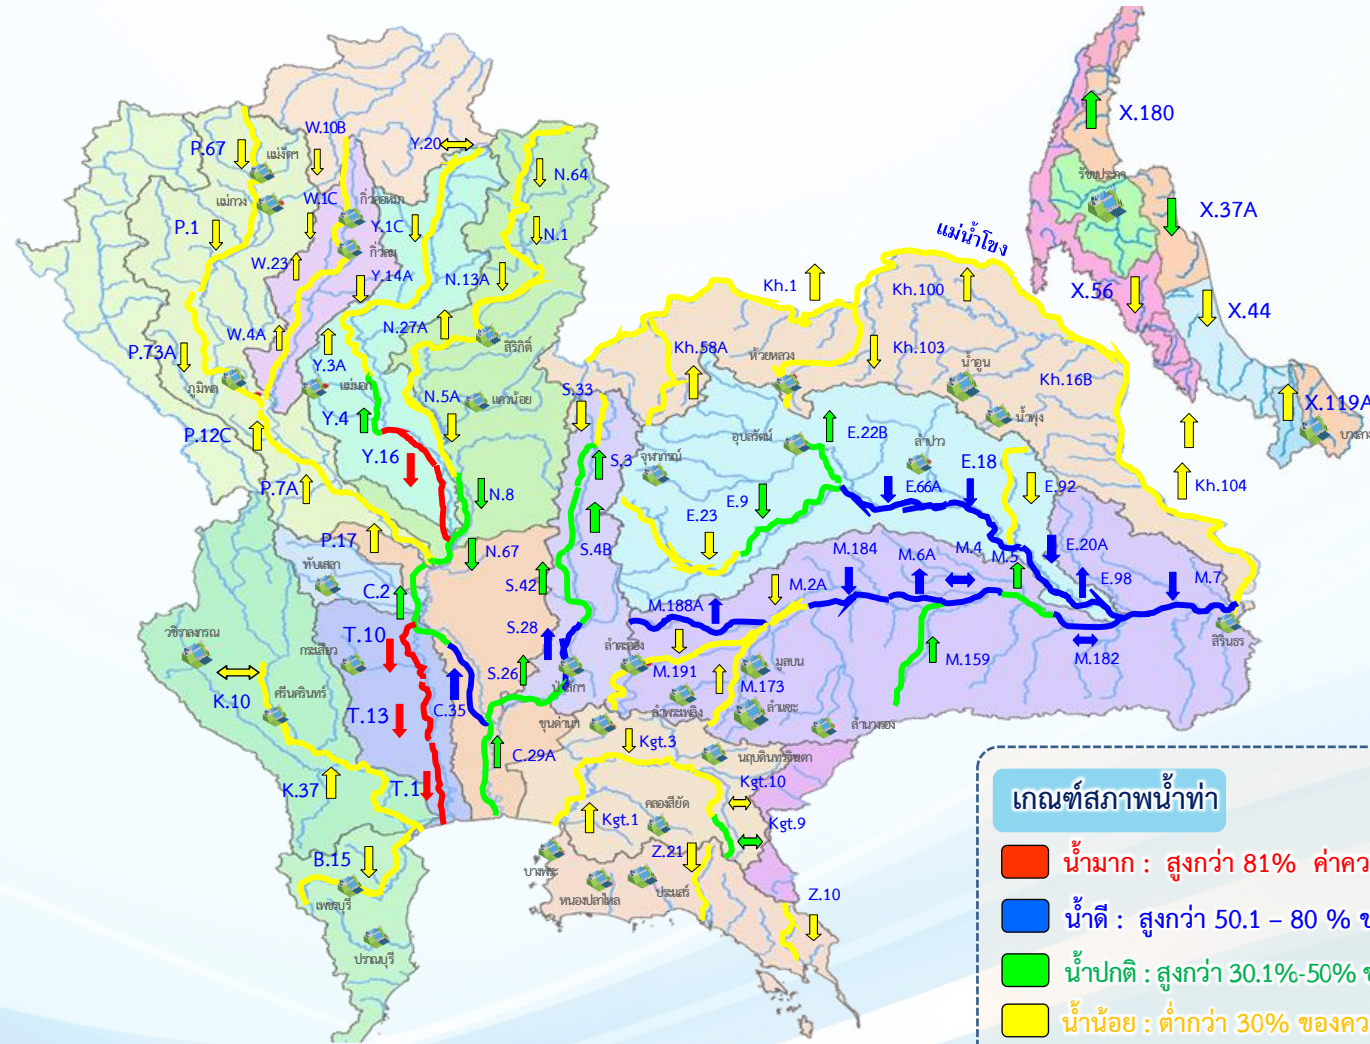 P.67
แม่งัดฯ
W.10B
Y.20
N.64
X.180
รัชชประภา
แม่กวง
W.1C
กิ่วคอหมา
P.1
Y.1C
N.1
X.37A
แม่น้ำโขง
กิ่วลม
W.23
Y.14A
N.13A
Kh.1
Kh.100
X.56
X.44
N.27A
W.4A
สิริกิติ์
P.73A
Y.3A
Kh.58A
ห้วยหลวง
Kh.103
น้ำอูน
Kh.16B
ภูมิพล
แม่มอก
N.5A
แควน้อย
S.33
X.119A
บางลาง
น้ำพุง
Y.4
P.12C
Y.16
อุบลรัตน์
E.22B
ลำปาว
E.18
จุฬาภรณ์
S.3
P.7A
N.8
E.9
E.66A
E.92
Kh.104
E.23
P.17
N.67
S.4B
M.184
M.6A
M.4
M.5
E.20A
ทับเสลา
C.2
S.42
M.2A
E.98
M.7
M.188A
S.28
สิรินธร
วชิราลงกรณ
T.10
กระเสียว
ลำตะคอง
มูลบน
M.182
S.26
ป่าสักฯ
M.191
M.173
M.159
K.10
ศรีนครินทร์
T.13
C.35
ลำพระเพลิง
ลำแชะ
ลำนางรอง
ขุนด่านฯ
C.29A
Kgt.3
นฤบดินทรจินดา
K.37
T.1
Kgt.10
คลองสียัด
Kgt.1
Kgt.9
B.15
Z.21
บางพระ
หนองปลาไหล
ประแสร์
เพชรบุรี
Z.10
ปราณบุรี
เกณฑ์สภาพน้ำท่า
น้ำมาก : สูงกว่า 81% ค่าคว
น้ำดี : สูงกว่า 50.1 – 80 % ข
น้ำปกติ : สูงกว่า 30.1%-50% ข
น้ำน้อย : ต่ำกว่า 30% ของคว